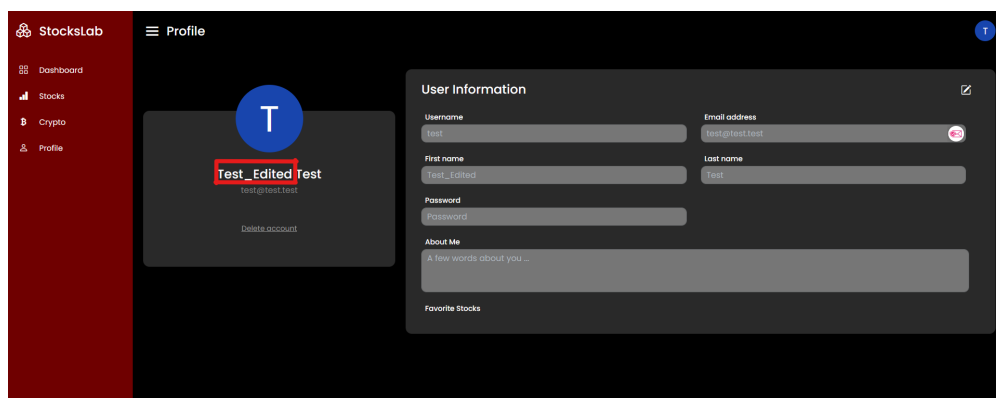 StocksLab
Dashboard
Stocks
Crypto
Profile
Profile
T
T
Test_Edited Test
test@test.test
Delete account
User Information
Username
Email address
test
test@test.test
First name
Last name
Test_Edited
Test
Password
Password
About Me
A few words about you ...
Favorite Stocks